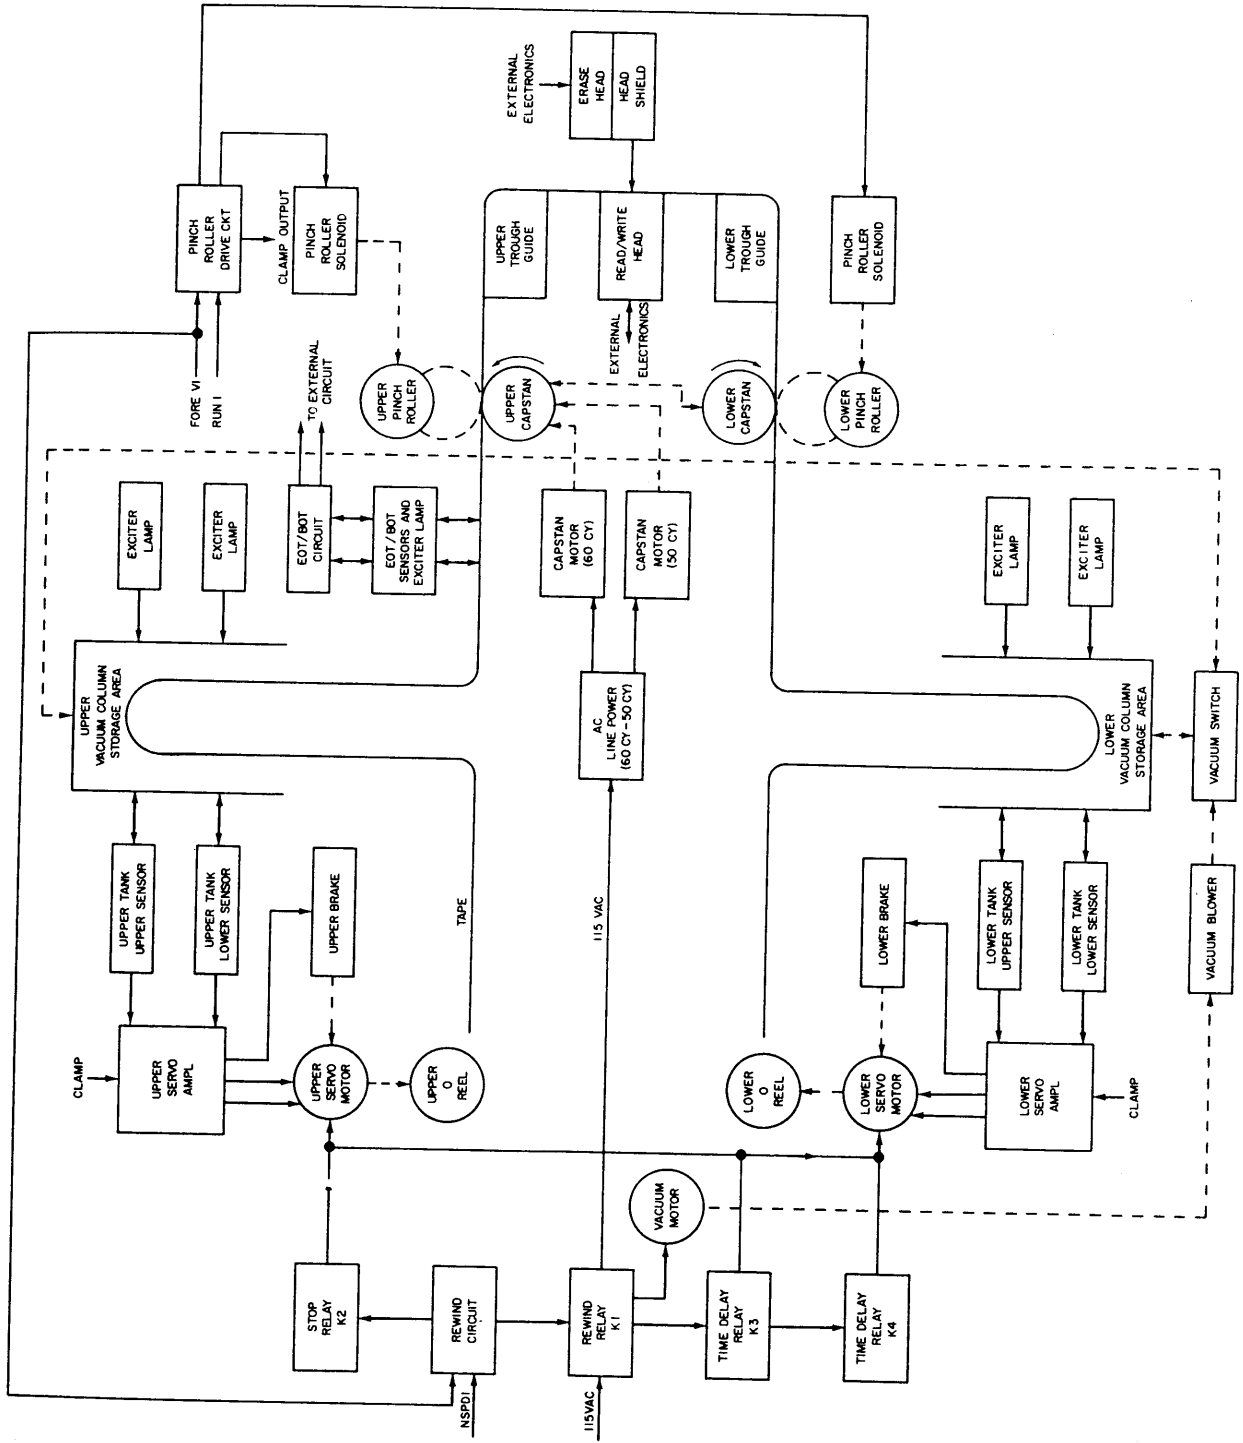 NSPD1
115VAC
STOP
RELAY
K2
REWIND
CIRCUIT
REWIND
RELAY
K1
TIME DELAY
RELAY
K3
TIME DELAY
RELAY
K4
VACUUM
MOTOR
CLAMP
UPPER
SERVO
AMPL
UPPER
SERVO
MOTOR
UPPER
O
REEL
LOWER
O
REEL
LOWER
SERVO
MOTOR
LOWER
SERVO
AMPL
CLAMP
UPPER TANK
UPPER SENSOR
UPPER TANK
LOWER SENSOR
UPPER BRAKE
TAPE
115 VAC
LOWER BRAKE
LOWER TANK
UPPER SENSOR
LOWER TANK
LOWER SENSOR
VACUUM BLOWER
UPPER
VACUUM COLUMN
STORAGE AREA
AC
LINE POWER
(60 CY-50 CY)
LOWER
VACUUM COLUMN
STORAGE AREA
VACUUM SWITCH
EXCITER
LAMP
EXCITER
LAMP
EOT/BOT
CIRCUIT
EOT/BOT
SENSORS AND
EXCITER LAMP
CAPSTAN
MOTOR
(60 CY)
CAPSTAN
MOTOR
(50 CY)
EXCITER
LAMP
EXCITER
LAMP
FORE V1
RUN 1
TO EXTERNAL
CIRCUIT
UPPER
PINCH
ROLLER
UPPER
CAPSTAN
LOWER
CAPSTAN
LOWER
PINCH
ROLLER
EXTERNAL
ELECTRONICS
PINCH
ROLLER
DRIVE CKT
CLAMP OUTPUT
PINCH
ROLLER
SOLENOID
UPPER
TROUGH
GUIDE
READ/WRITE
HEAD
LOWER
TROUGH
GUIDE
PINCH
ROLLER
SOLENOID
EXTERNAL
ELECTRONICS
ERASE
HEAD
HEAD
SHIELD